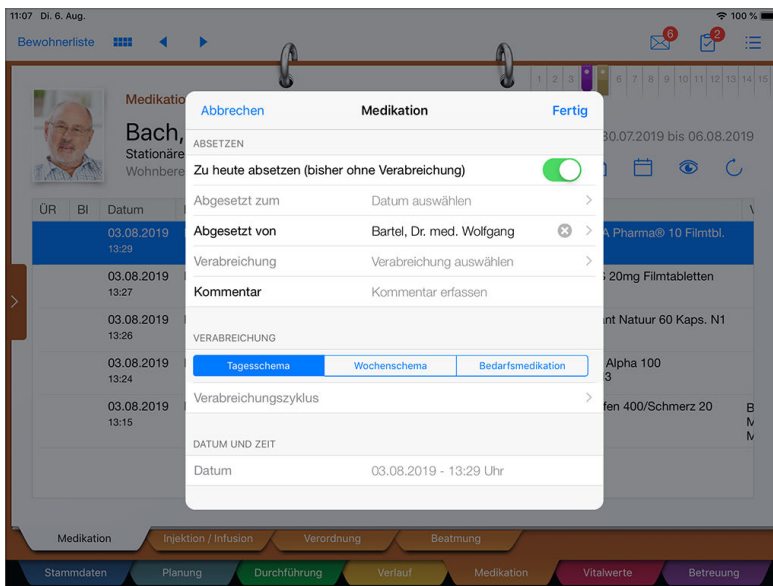 11:07 Di. 6. Aug.
100 %
Bewohnerliste
6
2
1 2 3 6 7 8 9 10 11 12 13 14 15
Medikatio
Bach,
Stationäre
Wohnbere
30.07.2019 bis 06.08.2019
Abbrechen Medikation Fertig
ABSETZEN
Zu heute absetzen (bisher ohne Verabreichung)
Abgesetzt zum Datum auswählen
Abgesetzt von Bartel, Dr. med. Wolfgang
Verabreichung Verabreichung auswählen
Kommentar Kommentar erfassen
VERABREICHUNG
Tagesschema Wochenschema Bedarfsmedikation
Verabreichungszyklus
DATUM UND ZEIT
Datum 03.08.2019 - 13:29 Uhr
ÜR BI Datum
03.08.2019 A Pharma® 10 Filmtbl.
13:29
03.08.2019 20mg Filmtabletten
13:27
03.08.2019 nt Natuur 60 Kaps. N1
13:26
03.08.2019 Alpha 100
13:24 3
03.08.2019 fen 400/Schmerz 20 B
13:15 M
M
Medikation Injektion / Infusion Verordnung Beatmung
Stammdaten Planung Durchführung Verlauf Medikation Vitalwerte Betreuung